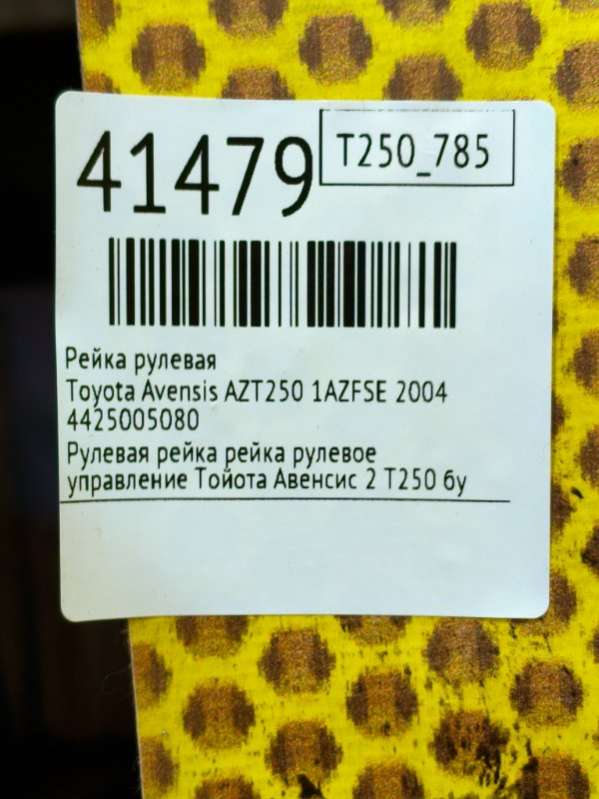 41479
T250_785
Рейка рулевая
Toyota Avensis AZT250 1AZFSE 2004
4425005080
Рулевая рейка рейка рулевое
управление Тойота Авенсис 2 Т250 бу